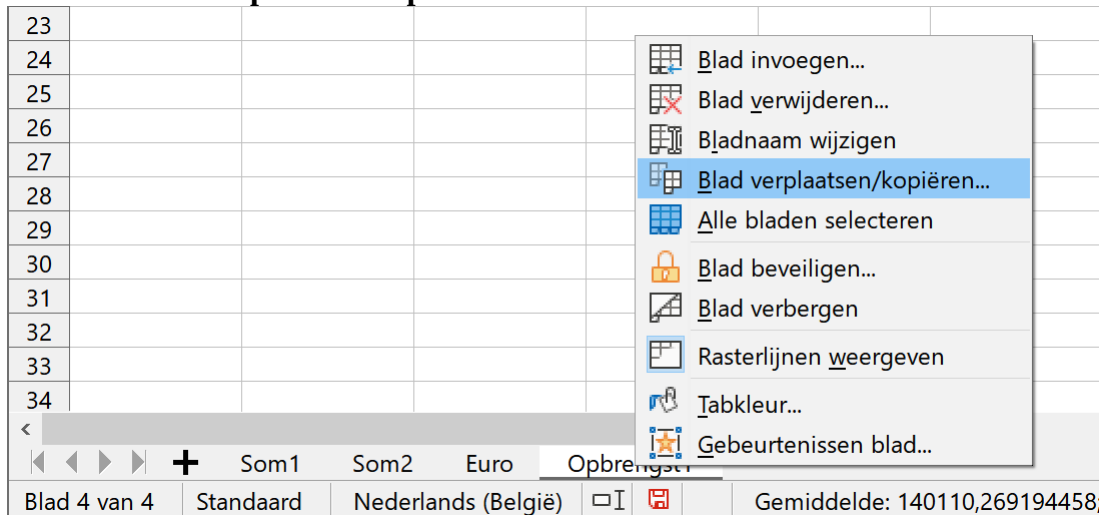 23
24
25
26
27
28
29
30
31
32
33
34
Blad invoegen...
Blad verwijderen...
Bladnaam wijzigen
Blad verplaatsen/kopiëren...
Alle bladen selecteren
Blad beveiligen...
Blad verbergen
Rasterlijnen weergeven
Tabkleur...
Gebeurtenissen blad...
Som1 Som2 Euro Opbrengst1
Blad 4 van 4 Standaard Nederlands (België) Gemiddelde: 140110,269194458;